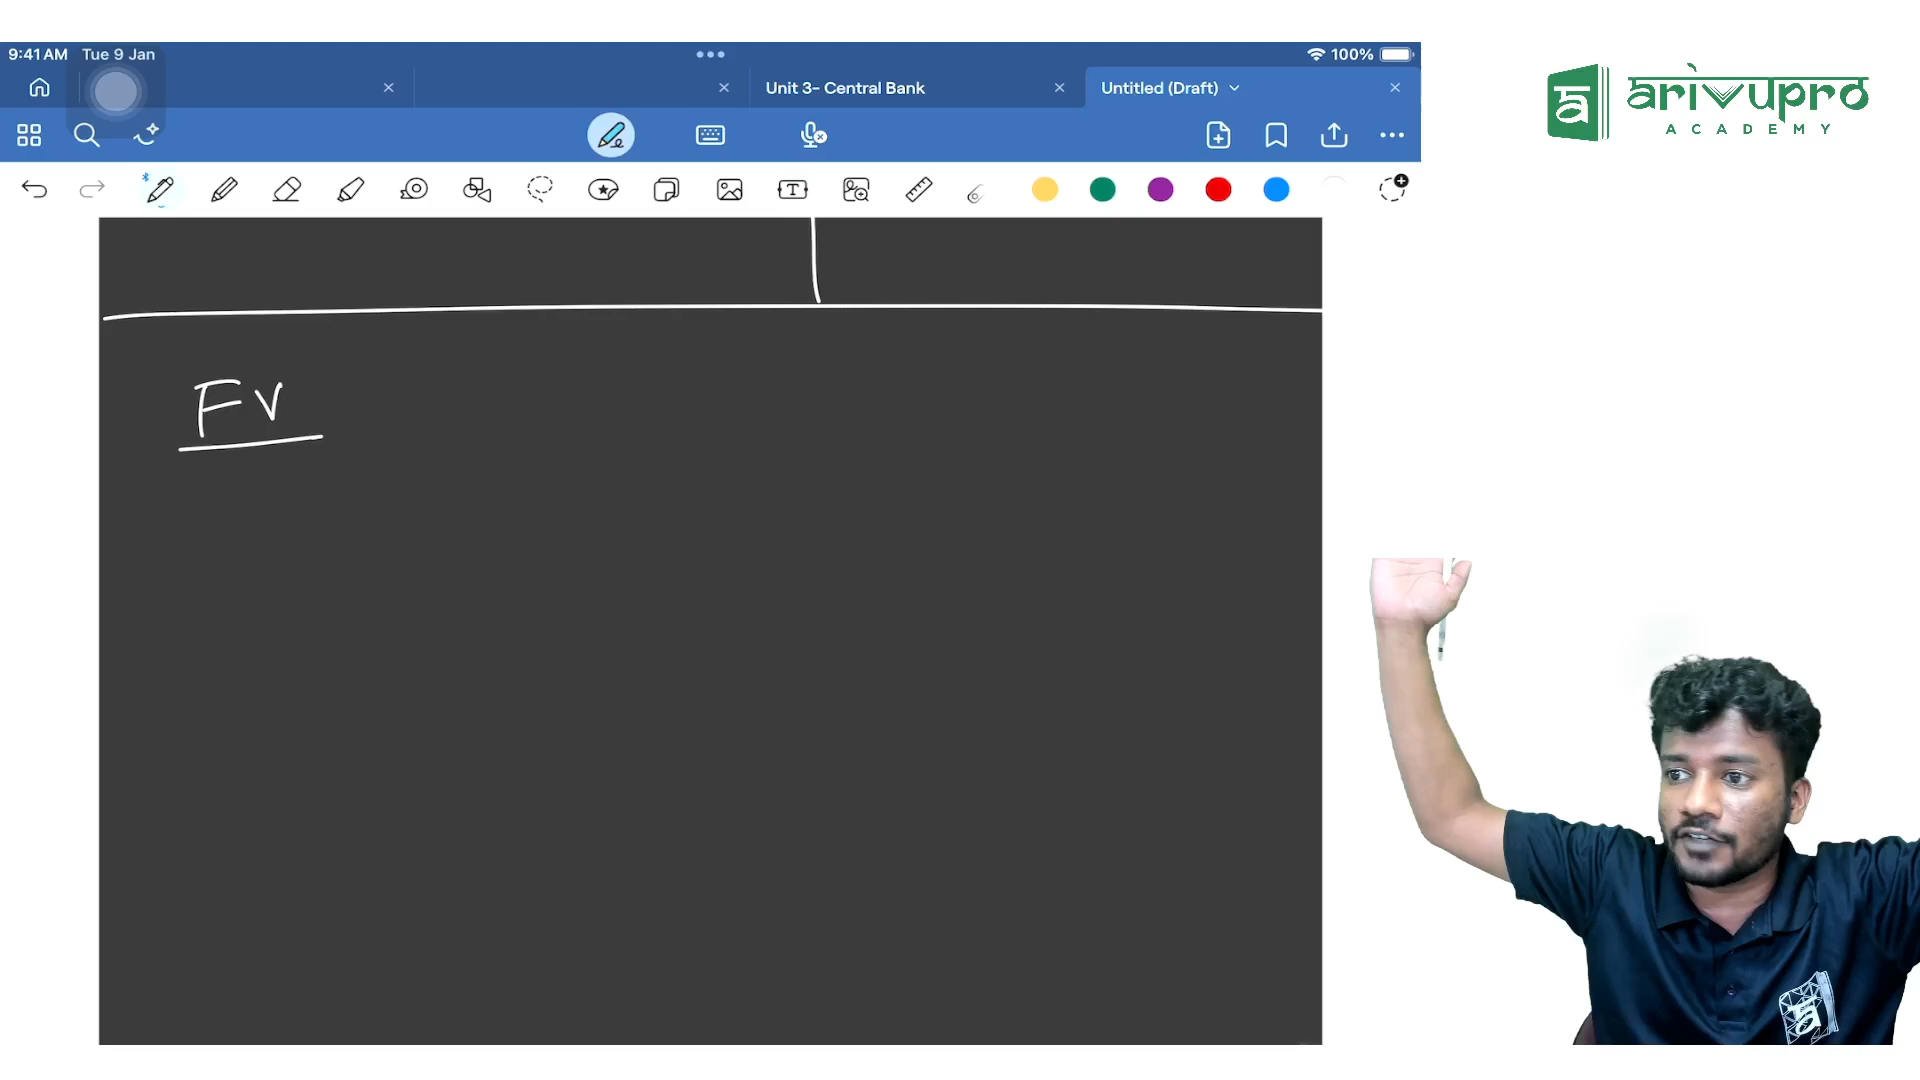 9:41 AM Tue 9 Jan
100%
Unit 3- Central Bank
Untitled (Draft)
arivupro
ACADEMY
FV